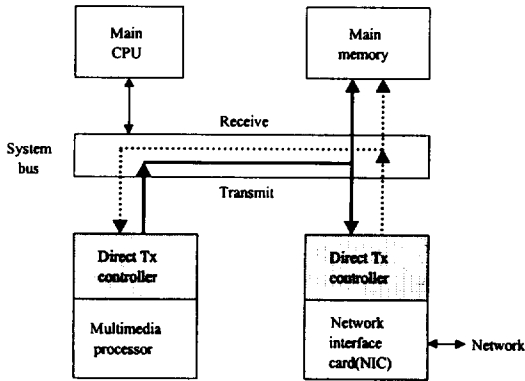 Main
CPU
Main
memory
Receive
System
bus
Transmit
Direct Tx
controller
Direct Tx
controller
Multimedia
processor
Network
interface
card(NIC)
Network